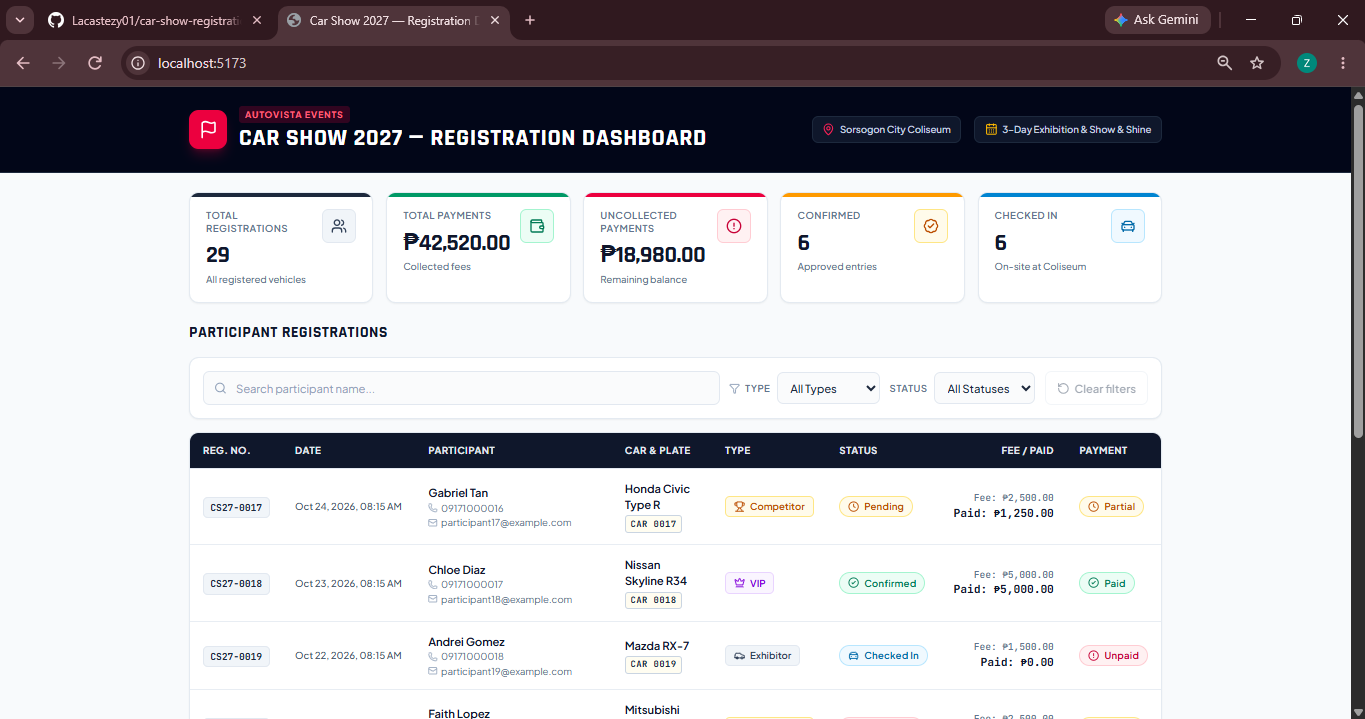 Lacastezy01/car-show-registrati
Car Show 2027 — Registration D
Ask Gemini
localhost:5173
Z
AUTOVISTA EVENTS
CAR SHOW 2027 — REGISTRATION DASHBOARD
Sorsogon City Coliseum
3-Day Exhibition & Show & Shine
TOTAL
REGISTRATIONS
29
All registered vehicles
TOTAL PAYMENTS
₱42,520.00
Collected fees
UNCOLLECTED
PAYMENTS
₱18,980.00
Remaining balance
CONFIRMED
6
Approved entries
CHECKED IN
6
On-site at Coliseum
PARTICIPANT REGISTRATIONS
Search participant name...
TYPE
All Types
STATUS
All Statuses
Clear filters
REG. NO. DATE PARTICIPANT CAR & PLATE TYPE STATUS FEE / PAID PAYMENT
CS27-0017
Oct 24, 2026, 08:15 AM
Gabriel Tan
09171000016
participant17@example.com
Honda Civic
Type R
CAR 0017
Competitor
Pending
Fee: ₱2,500.00
Paid: ₱1,250.00
Partial
CS27-0018
Oct 23, 2026, 08:15 AM
Chloe Diaz
09171000017
participant18@example.com
Nissan
Skyline R34
CAR 0018
VIP
Confirmed
Fee: ₱5,000.00
Paid: ₱5,000.00
Paid
CS27-0019
Oct 22, 2026, 08:15 AM
Andrei Gomez
09171000018
participant19@example.com
Mazda RX-7
CAR 0019
Exhibitor
Checked In
Fee: ₱1,500.00
Paid: ₱0.00
Unpaid
Faith Lopez
Mitsubishi
Fee: ₱2,500.00